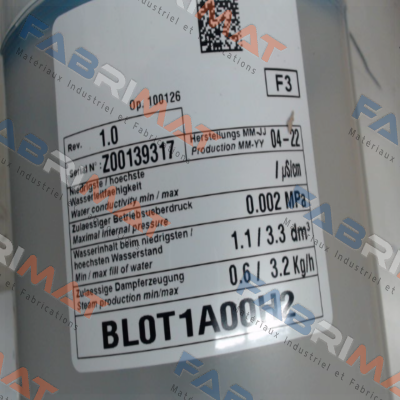 F3
Op. 100126
Rev. 1.0
Herstellungs MM-JJ
Production MM-YY 04-22
Serial N°: Z00139317
Niedrigste / hoechste
Wasserleitfaehigkeit
Water conductivity min / max / µS/cm
Zulaessiger Betriebsueberdruck
Maximal internal pressure 0.002 MPa
Wasserinhalt beim niedrigsten /
hoechsten Wasserstand
Min / max fill of water 1.1 / 3.3 dm³
Zulaessige Dampferzeugung
Steam production min/max 0.6 / 3.2 Kg/h
BL0T1A00H2
FABRIMAT
Materiaux Industriel et Fabrications